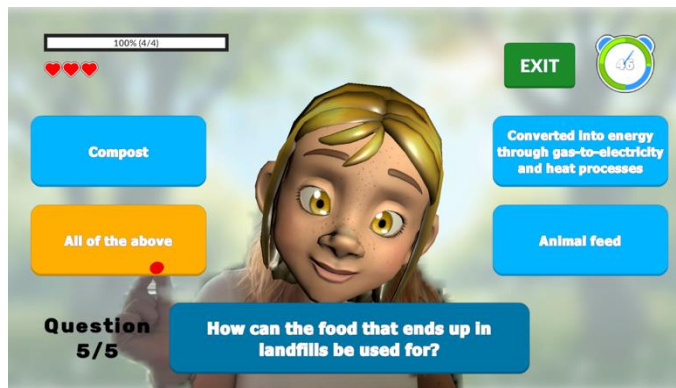 100% (4/4)
EXIT
46
Compost
Converted into energy
through gas-to-electricity
and heat processes
All of the above
Animal feed
Question
5/5
How can the food that ends up in
landfills be used for?